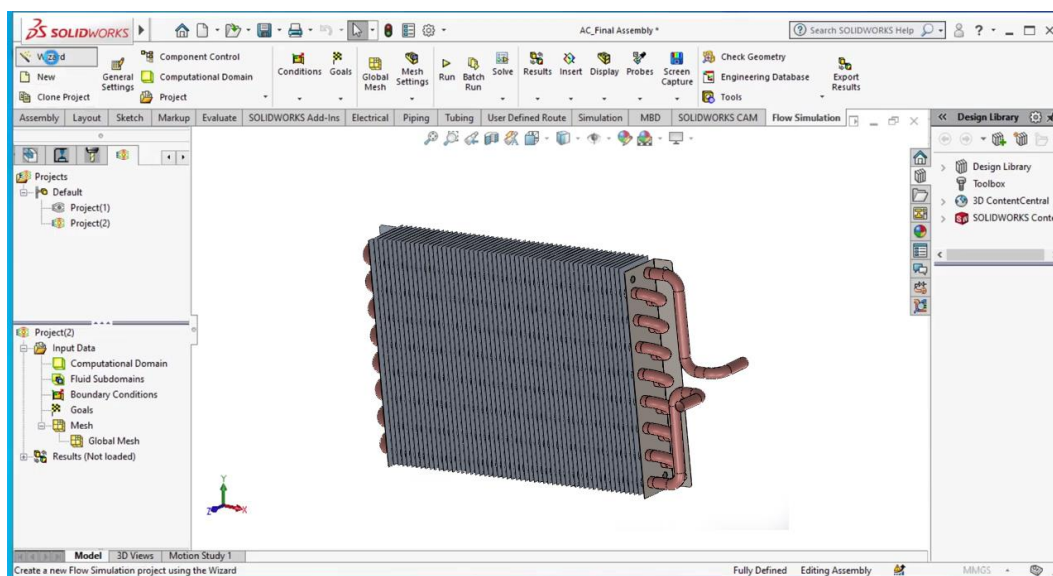 SOLIDWORKS
AC_Final Assembly *
Search SOLIDWORKS Help
Wizard
New
Clone Project
General Settings
Component Control
Computational Domain
Project
Conditions
Goals
Global Mesh
Mesh Settings
Run
Batch Run
Solve
Results
Insert
Display
Probes
Screen Capture
Check Geometry
Engineering Database
Tools
Export Results
Assembly Layout Sketch Markup Evaluate SOLIDWORKS Add-Ins Electrical Piping Tubing User Defined Route Simulation MBD SOLIDWORKS CAM Flow Simulation
Design Library
Projects
Default
Project(1)
Project(2)
Design Library
Toolbox
3D ContentCentral
SOLIDWORKS Conte
Project(2)
Input Data
Computational Domain
Fluid Subdomains
Boundary Conditions
Goals
Mesh
Global Mesh
Results (Not loaded)
Y
Z
X
Model 3D Views Motion Study 1
Create a new Flow Simulation project using the Wizard
Fully Defined Editing Assembly MMGS